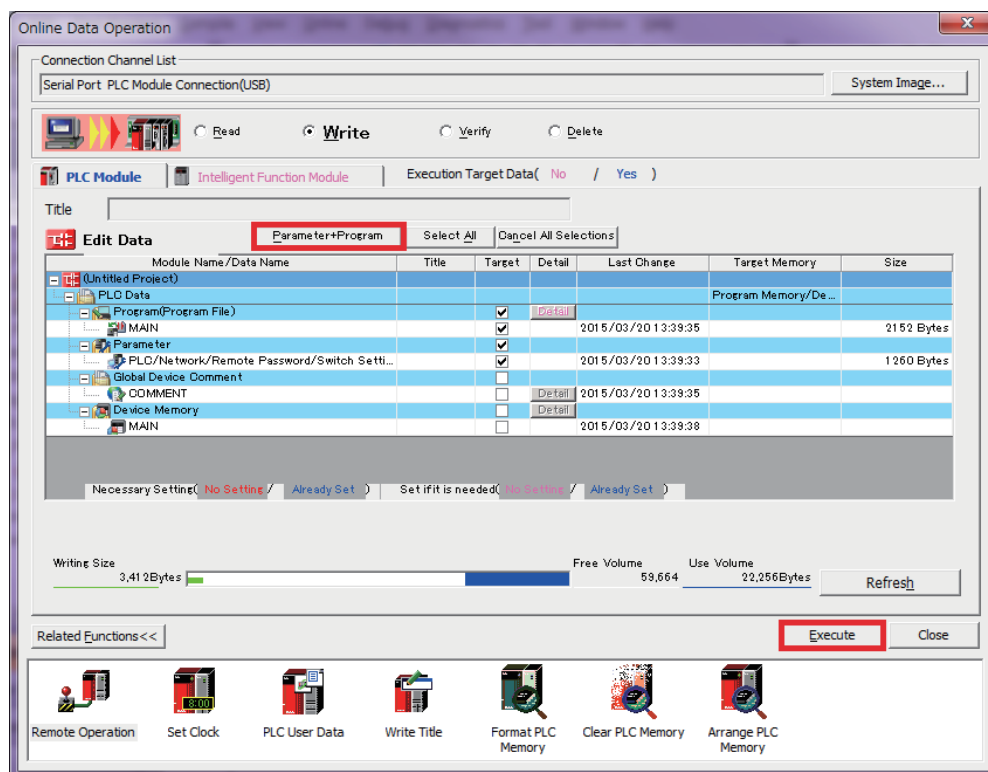 Online Data Operation
Connection Channel List
Serial Port PLC Module Connection(USB)
System Image...
Read
Write
Verify
Delete
PLC Module
Intelligent Function Module
Execution Target Data( No / Yes )
Title
Edit Data
Parameter+Program
Select All
Cancel All Selections
Module Name/Data Name Title Target Detail Last Change Target Memory Size
(Untitled Project)
PLC Data Program Memory/De...
Program(Program File) Detail
MAIN 2015/03/20 13:39:35 2152 Bytes
Parameter
PLC/Network/Remote Password/Switch Setti... 2015/03/20 13:39:33 1260 Bytes
Global Device Comment
COMMENT Detail 2015/03/20 13:39:35
Device Memory Detail
MAIN 2015/03/20 13:39:38
Necessary Setting( No Setting / Already Set ) Set if it is needed( No Setting / Already Set )
Writing Size Free Volume Use Volume
3,412Bytes 59,664 22,256Bytes
Refresh
Related Functions<<
Execute
Close
Remote Operation
Set Clock
PLC User Data
Write Title
Format PLC
Memory
Clear PLC Memory
Arrange PLC
Memory
8:00